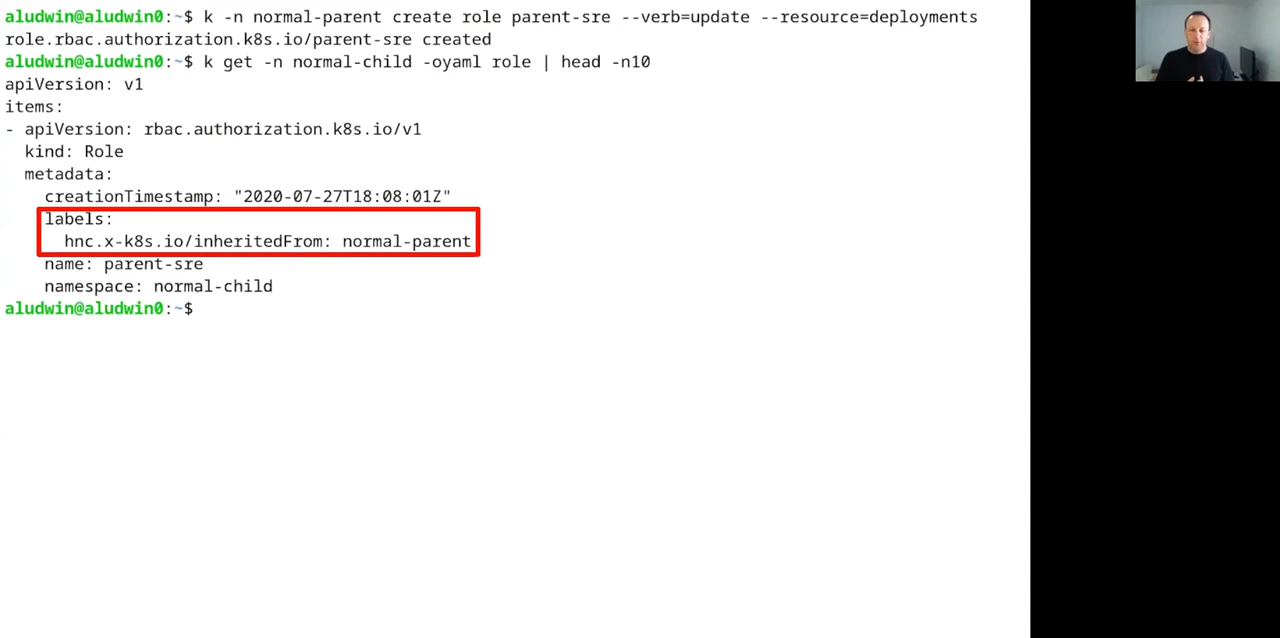 aludwin@aludwin0:~$ k -n normal-parent create role parent-sre --verb=update --resource=deployments
role.rbac.authorization.k8s.io/parent-sre created
aludwin@aludwin0:~$ k get -n normal-child -oyaml role | head -n10
apiVersion: v1
items:
- apiVersion: rbac.authorization.k8s.io/v1
  kind: Role
  metadata:
    creationTimestamp: "2020-07-27T18:08:01Z"
    labels:
      hnc.x-k8s.io/inheritedFrom: normal-parent
    name: parent-sre
    namespace: normal-child
aludwin@aludwin0:~$